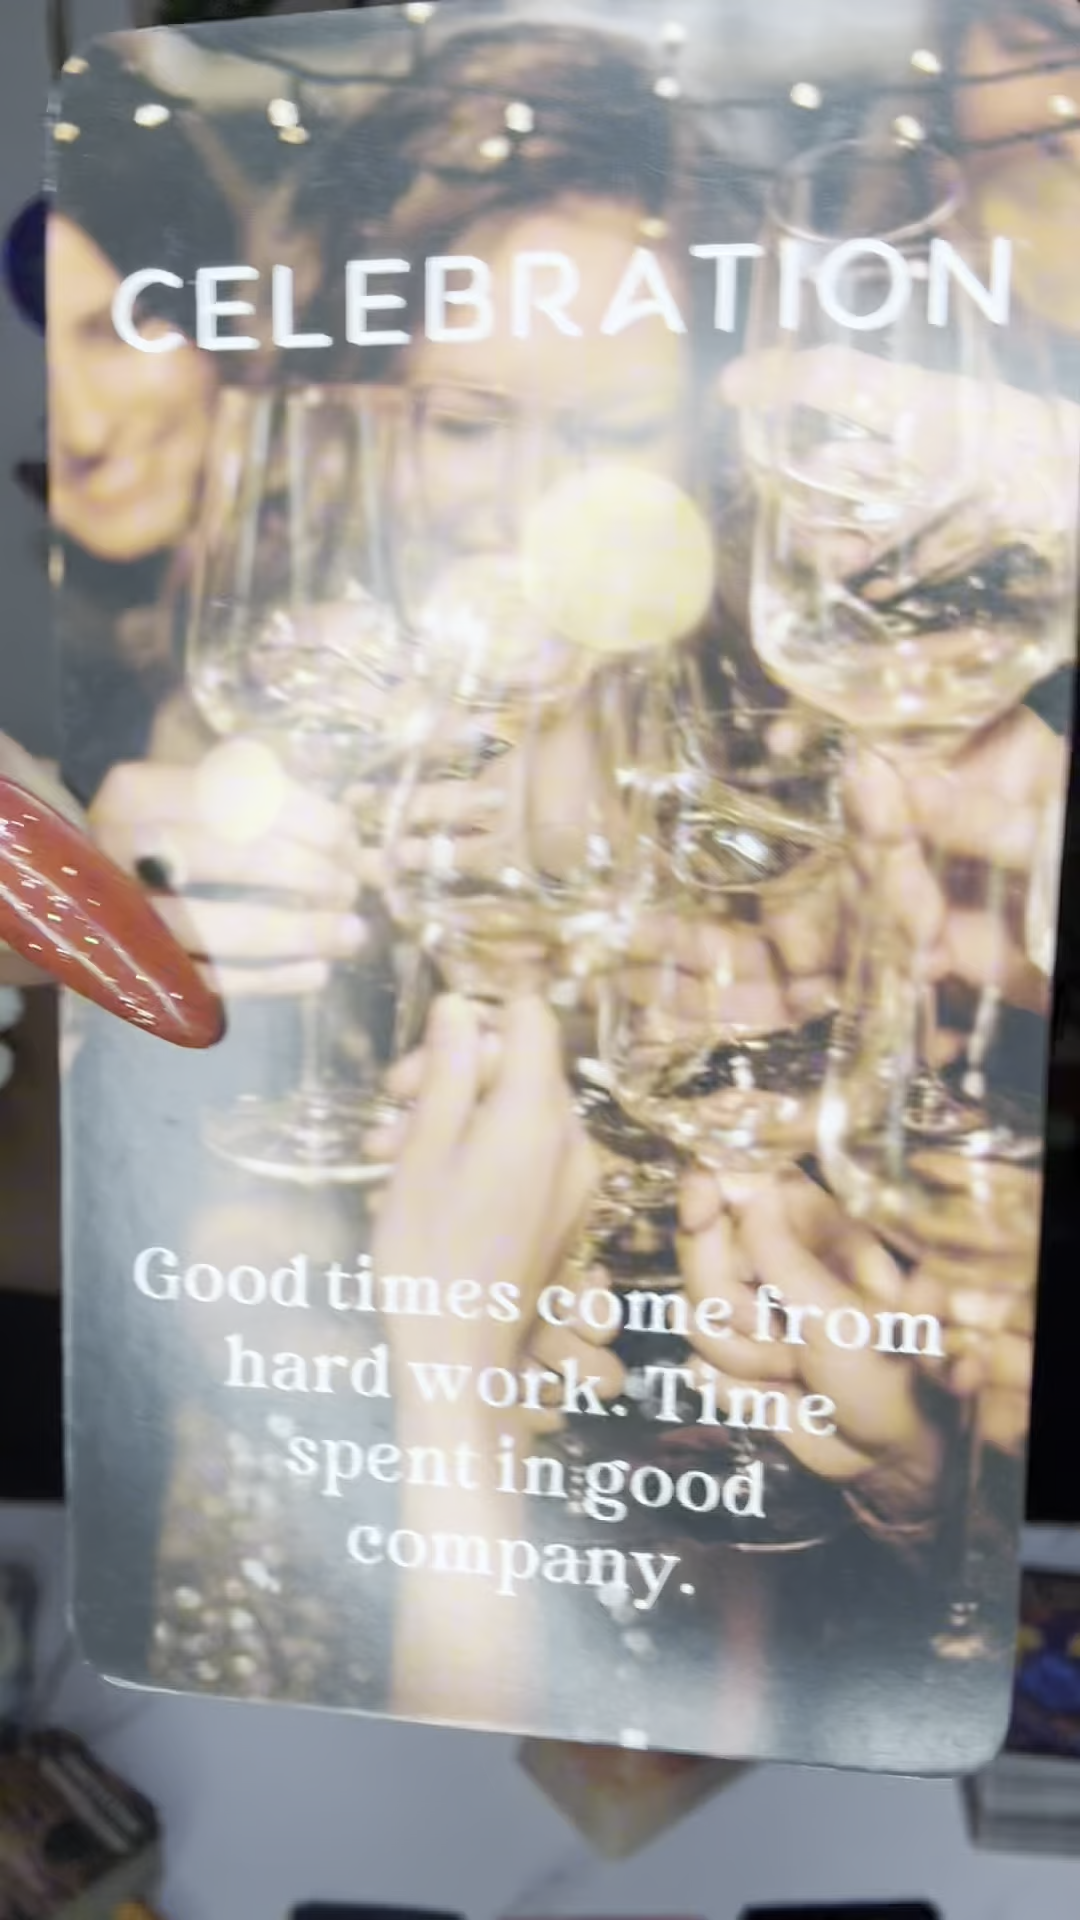 CELEBRATION
Good times come from
hard work. Time
spent in good
company.